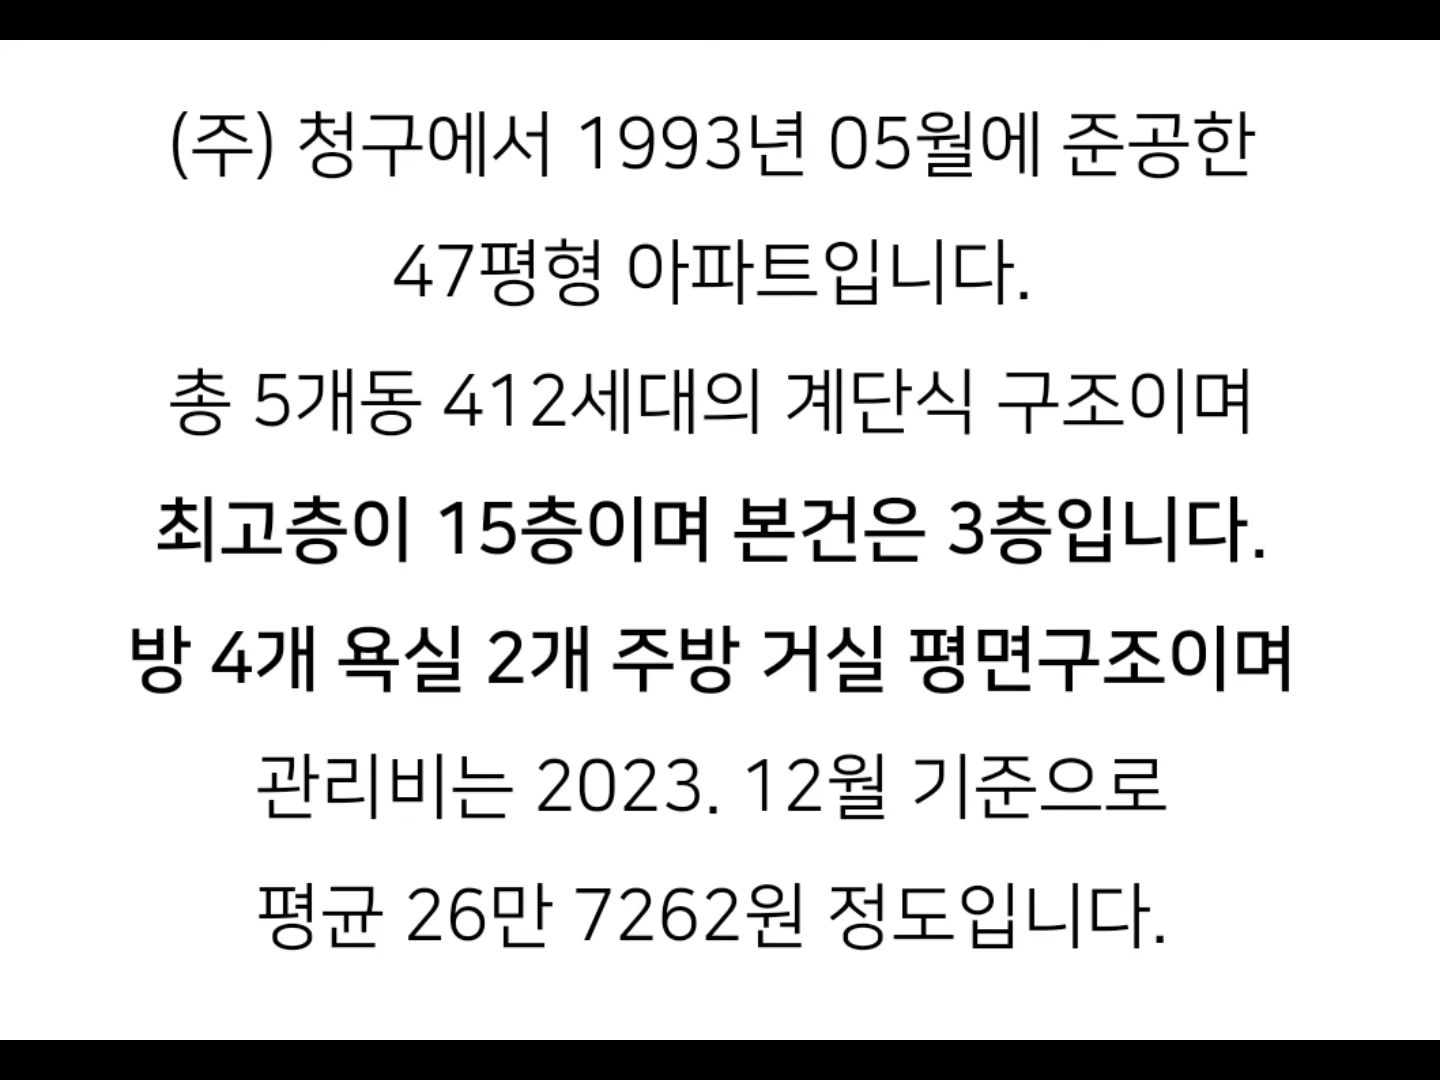 (주) 청구에서 1993년 05월에 준공한
47평형 아파트입니다.
총 5개동 412세대의 계단식 구조이며
최고층이 15층이며 본건은 3층입니다.
방 4개 욕실 2개 주방 거실 평면구조이며
관리비는 2023. 12월 기준으로
평균 26만 7262원 정도입니다.